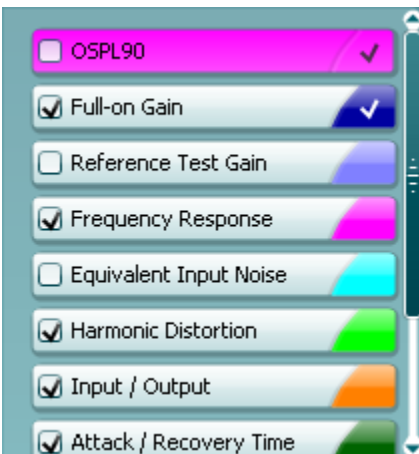 OSPL90
Full-on Gain
Reference Test Gain
Frequency Response
Equivalent Input Noise
Harmonic Distortion
Input / Output
Attack / Recovery Time